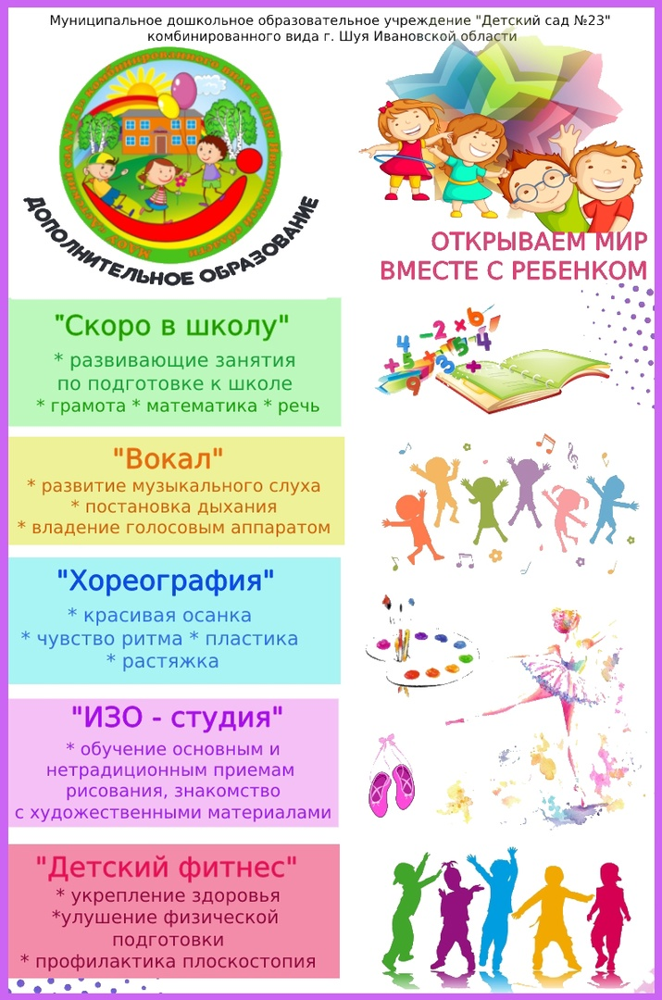 Муниципальное дошкольное образовательное учреждение "Детский сад №23"
комбинированного вида г. Шуя Ивановской области
ДОПОЛНИТЕЛЬНОЕ ОБРАЗОВАНИЕ
ОТКРЫВАЕМ МИР
ВМЕСТЕ С РЕБЕНКОМ
"Скоро в школу"
* развивающие занятия
по подготовке к школе
* грамота * математика * речь
"Вокал"
* развитие музыкального слуха
* постановка дыхания
* владение голосовым аппаратом
"Хореография"
* красивая осанка
* чувство ритма * пластика
* растяжка
"ИЗО - студия"
* обучение основным и
нетрадиционным приемам
рисования, знакомство
с художественными материалами
"Детский фитнес"
* укрепление здоровья
*улушение физической
подготовки
* профилактика плоскостопия